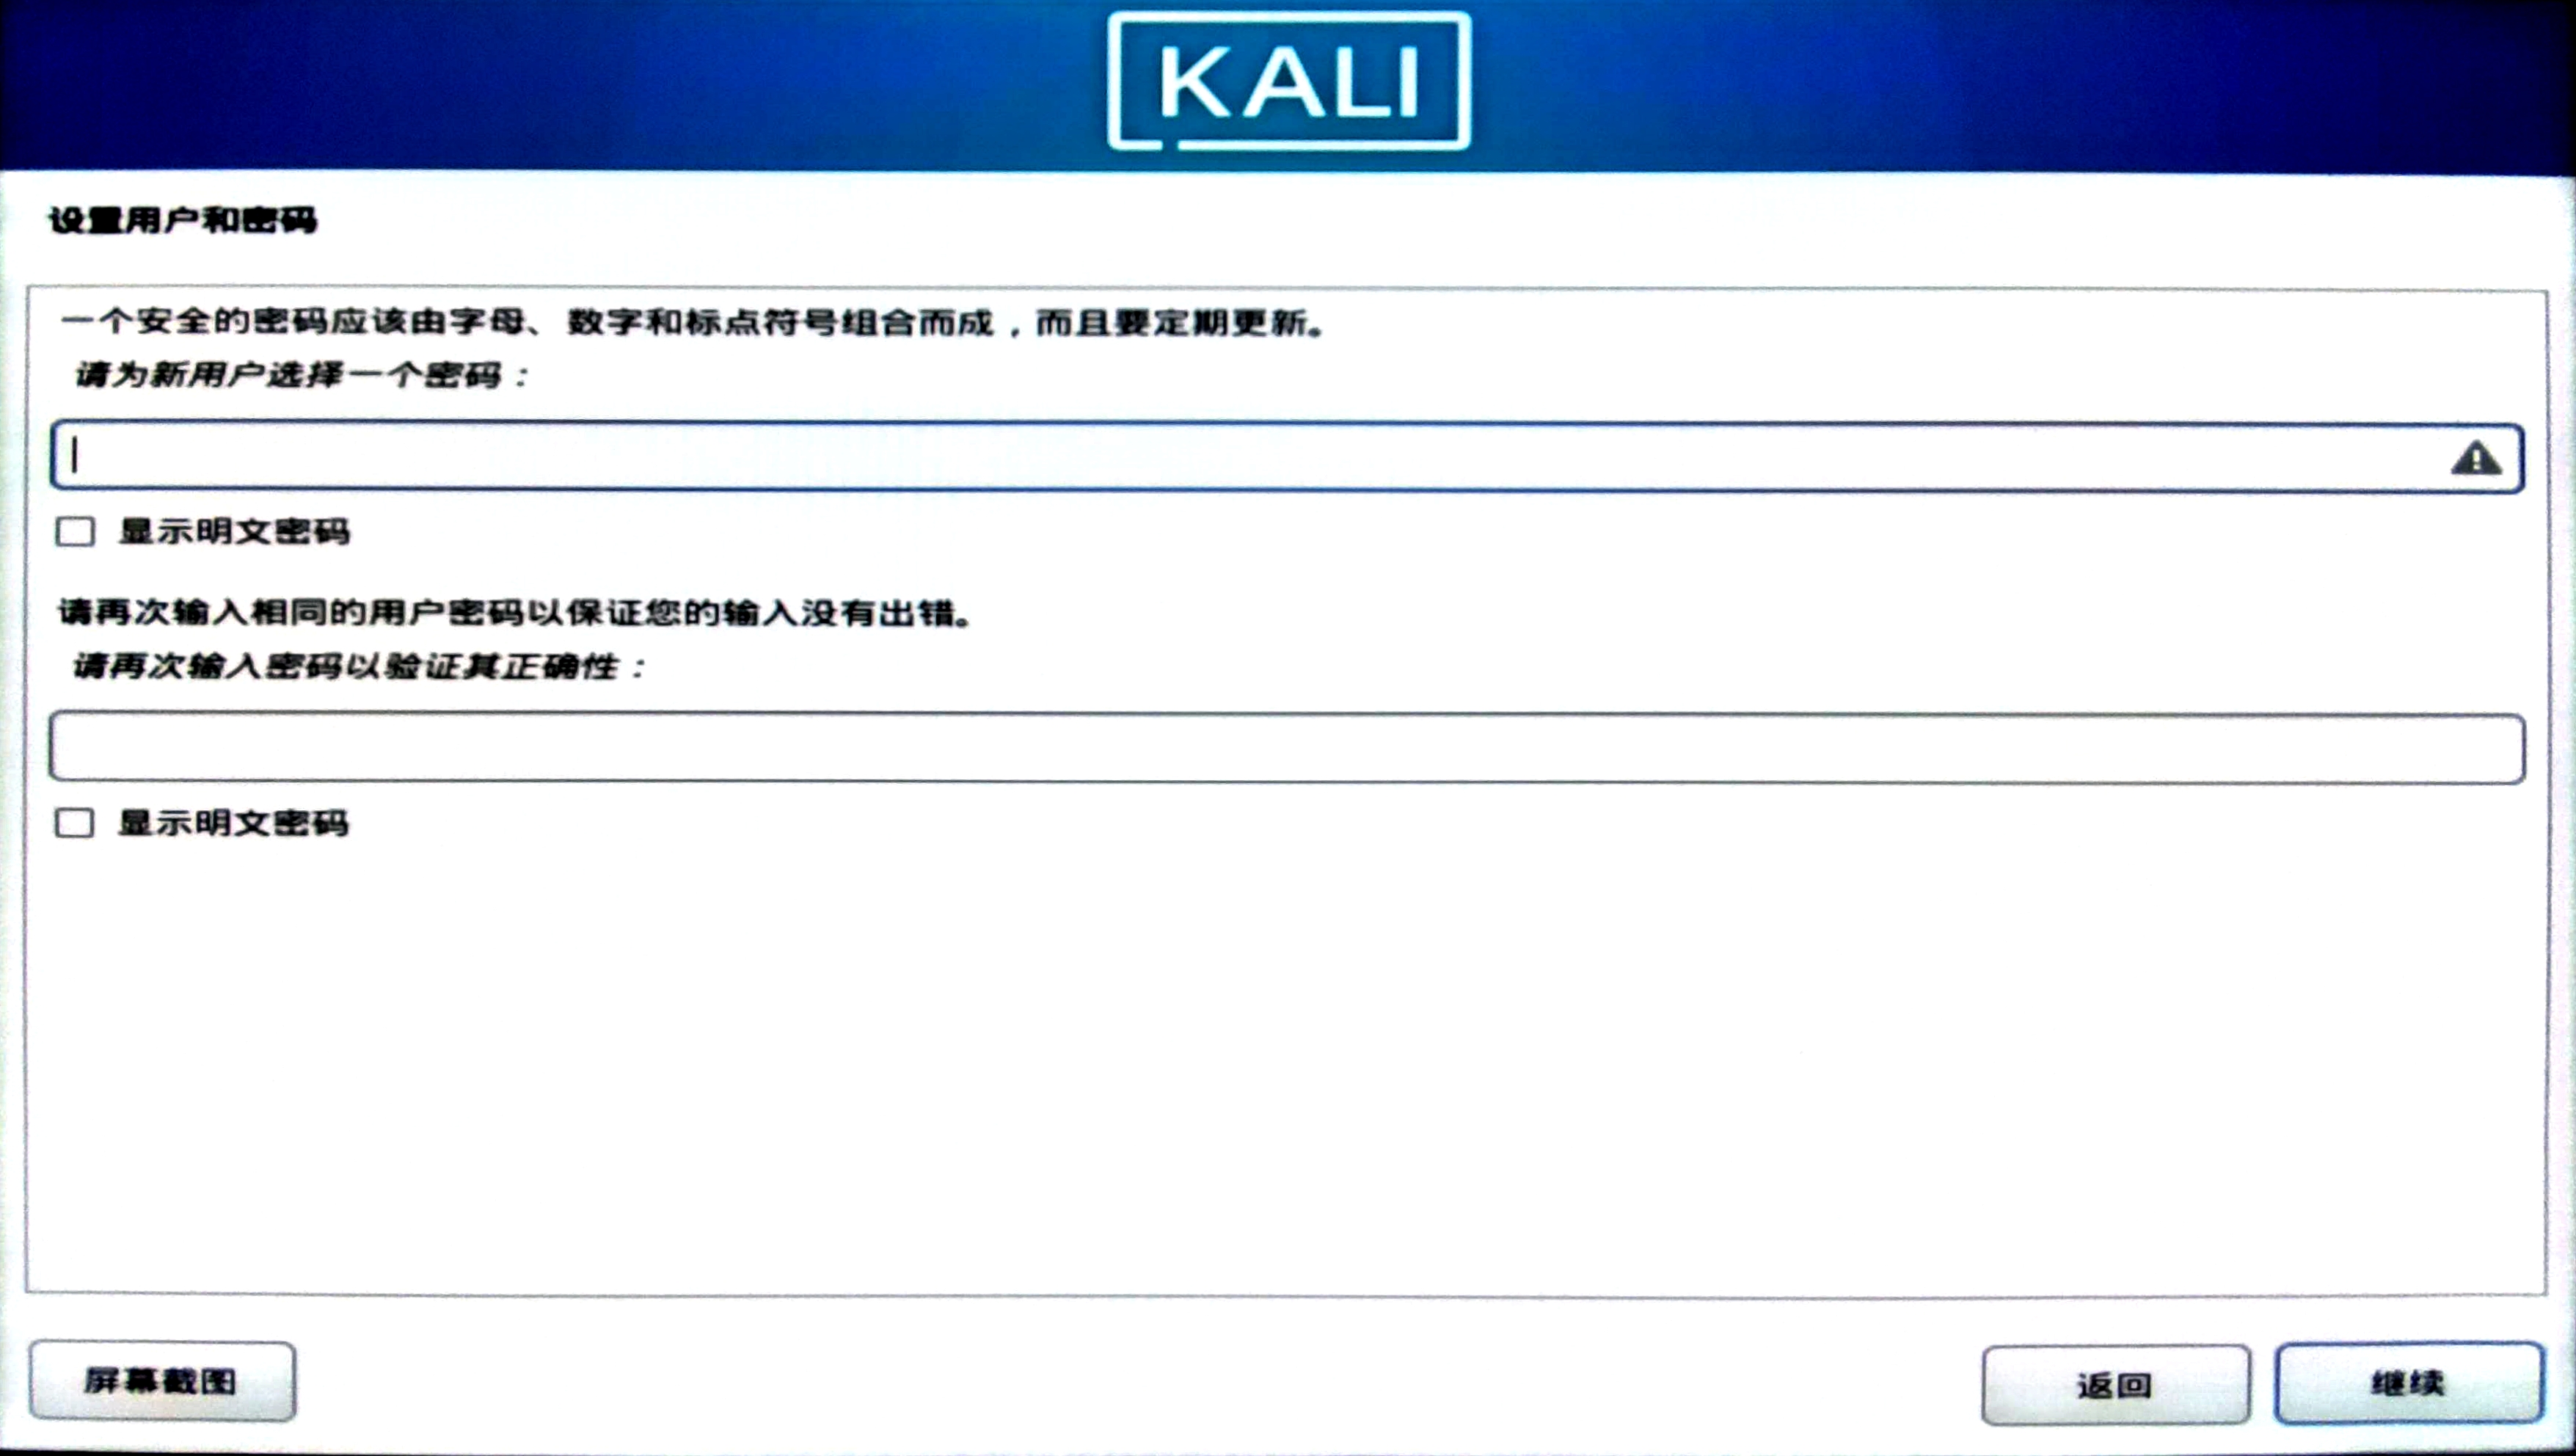 KALI
设置用户和密码
一个安全的密码应该由字母、数字和标点符号组合而成，而且要定期更新。
请为新用户选择一个密码：
显示明文密码
请再次输入相同的用户密码以保证您的输入没有出错。
请再次输入密码以验证其正确性：
显示明文密码
屏幕截图
返回
继续